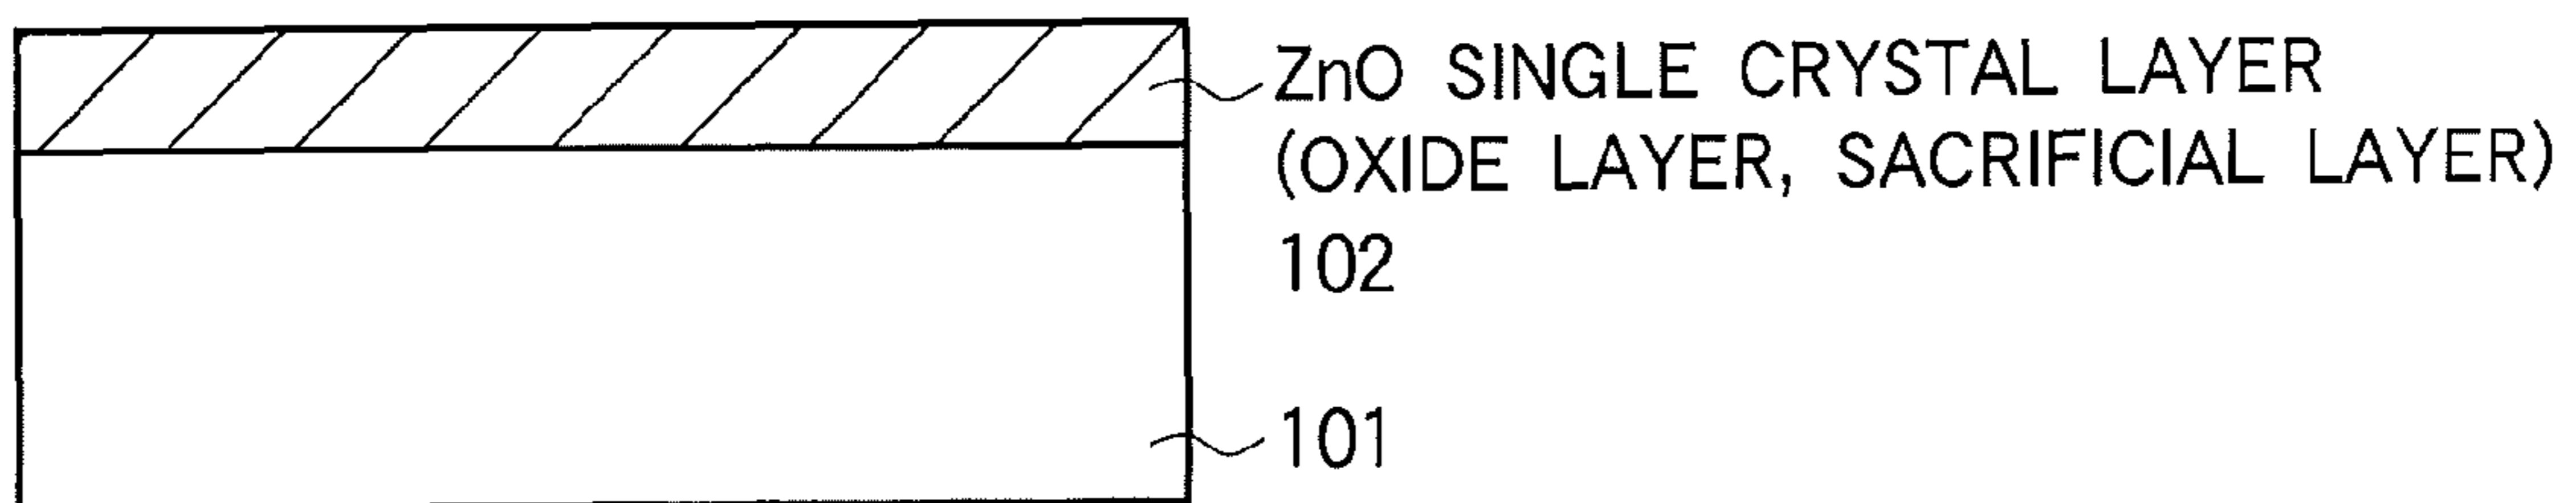 ZnO SINGLE CRYSTAL LAYER
(OXIDE LAYER, SACRIFICIAL LAYER)
102
101